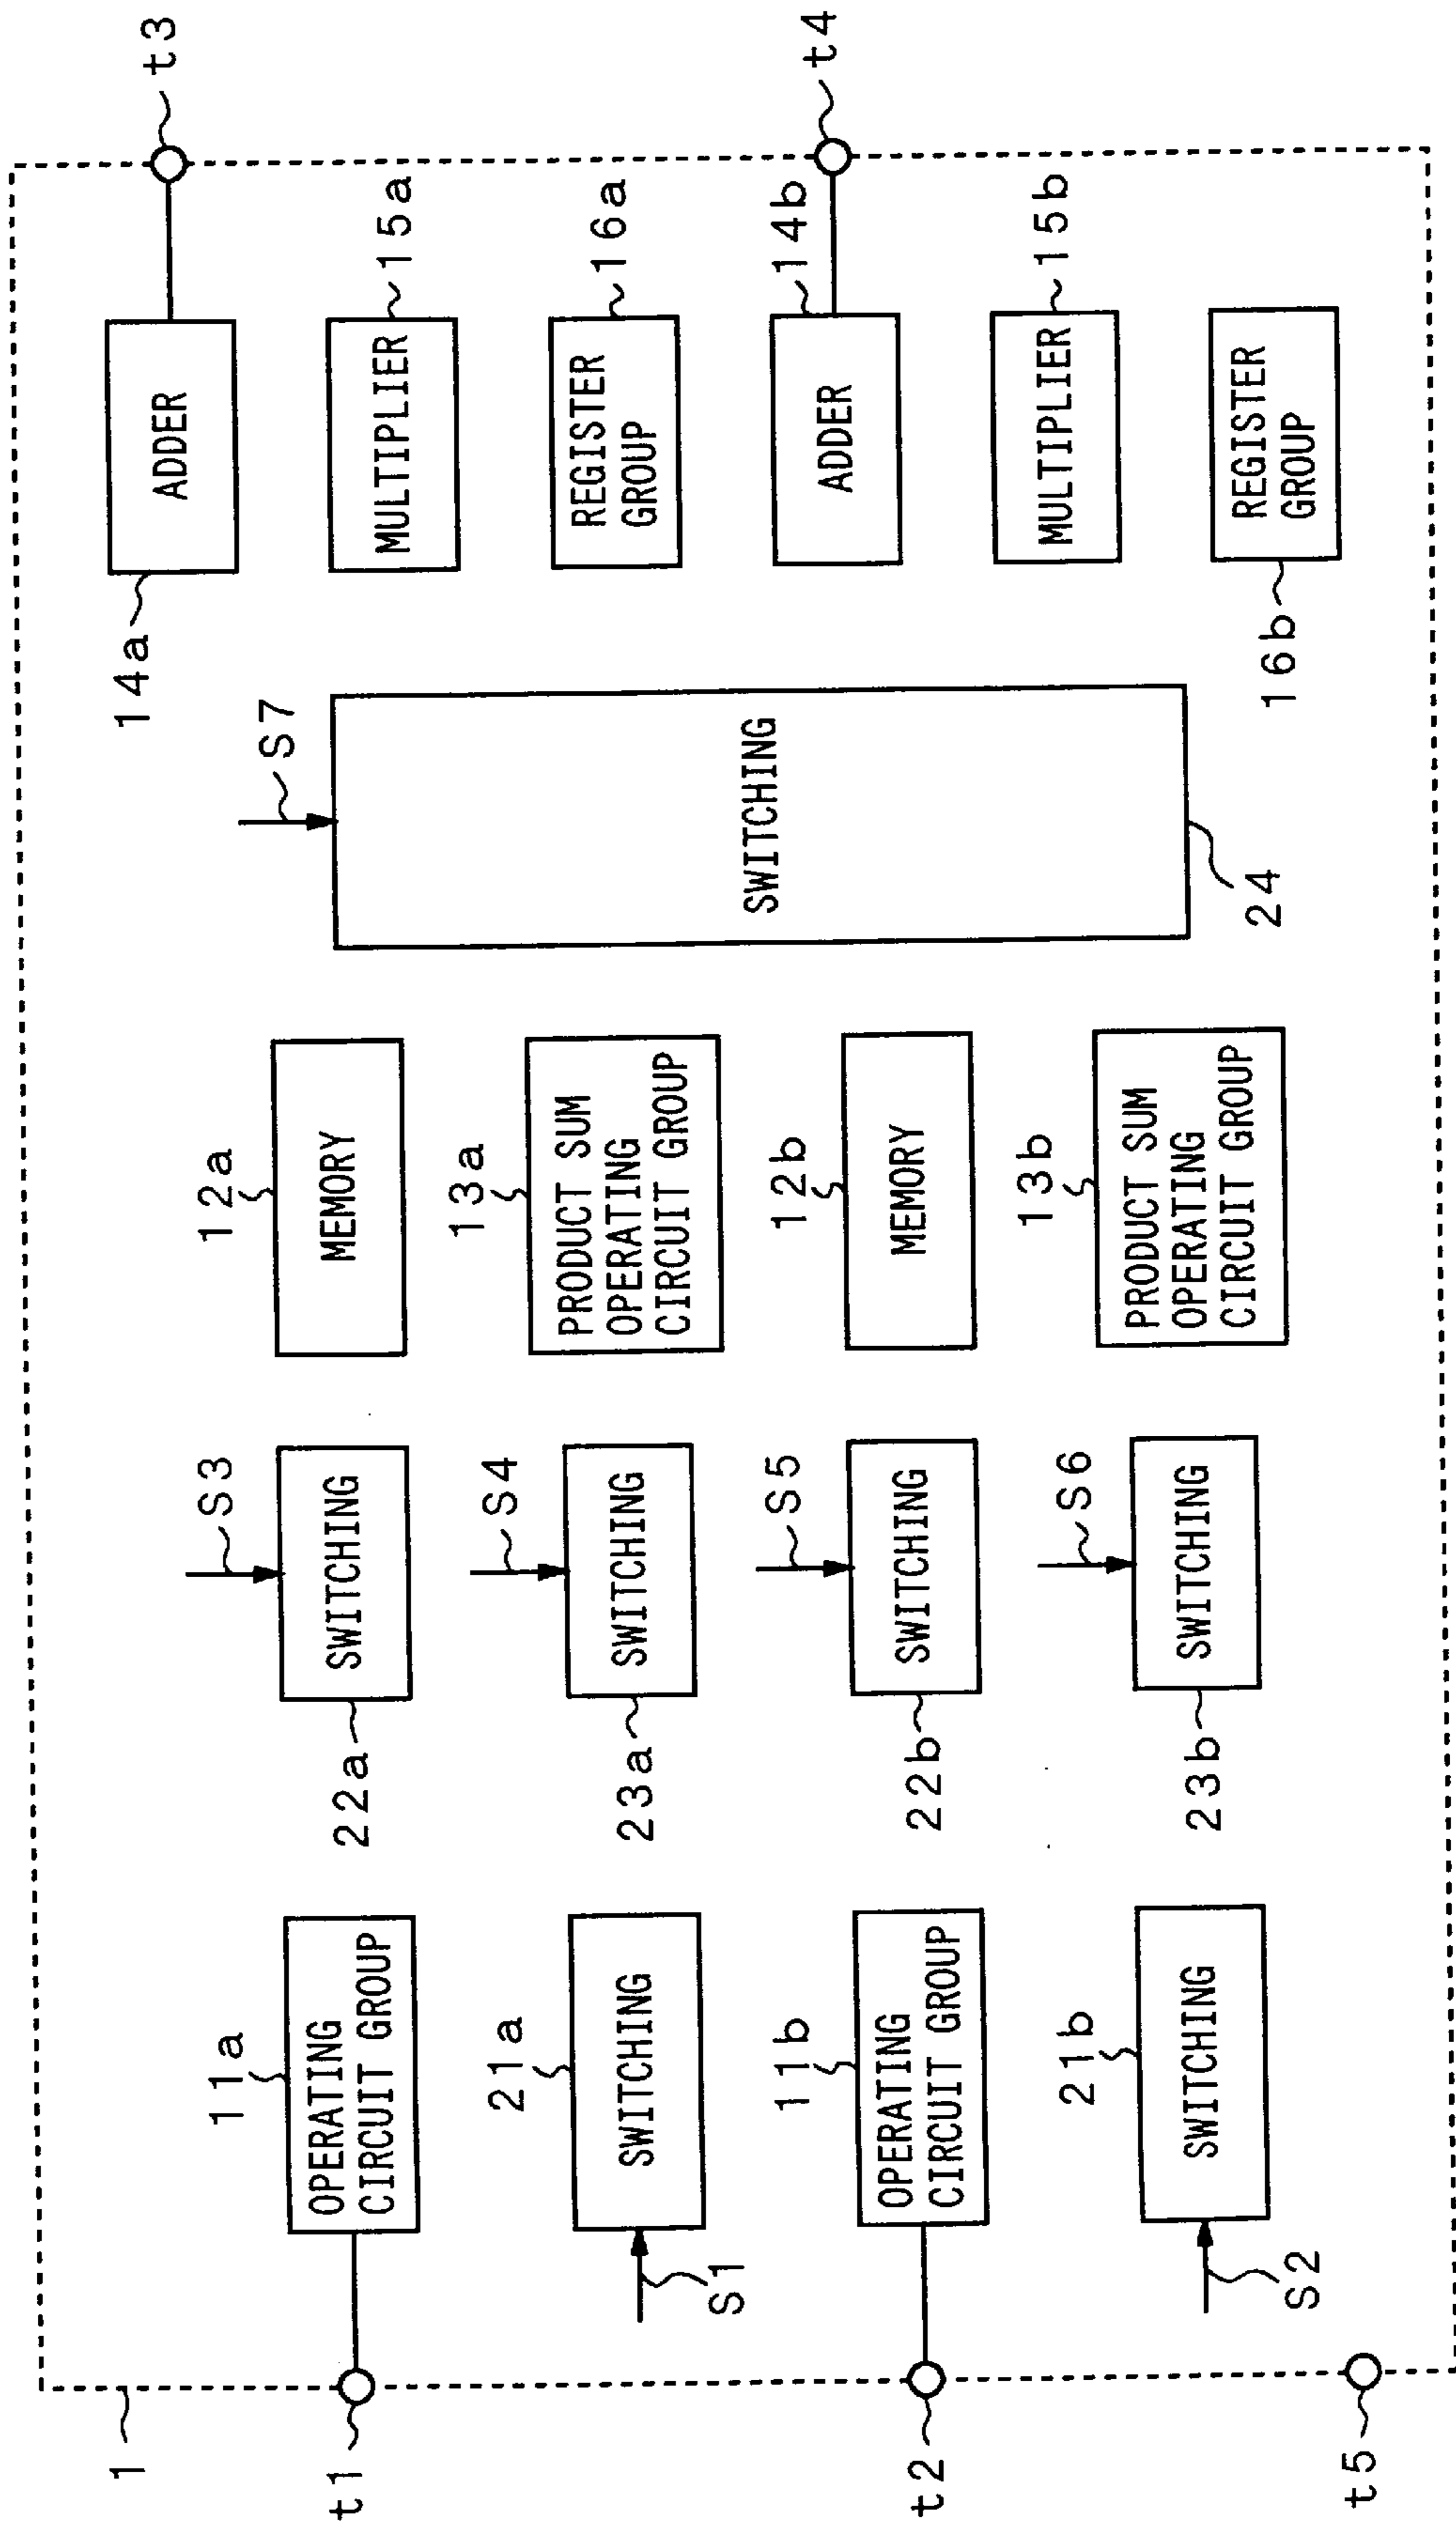 1
t1
t2
t5
11a
OPERATING
CIRCUIT GROUP
21a
SWITCHING
S1
11b
OPERATING
CIRCUIT GROUP
21b
SWITCHING
S2
S3
SWITCHING
22a
S4
SWITCHING
23a
S5
SWITCHING
22b
S6
SWITCHING
23b
12a
MEMORY
13a
PRODUCT SUM
OPERATING
CIRCUIT GROUP
12b
MEMORY
13b
PRODUCT SUM
OPERATING
CIRCUIT GROUP
S7
SWITCHING
24
14a
ADDER
t3
MULTIPLIER
15a
REGISTER
GROUP
16a
ADDER
14b
t4
MULTIPLIER
15b
REGISTER
GROUP
16b